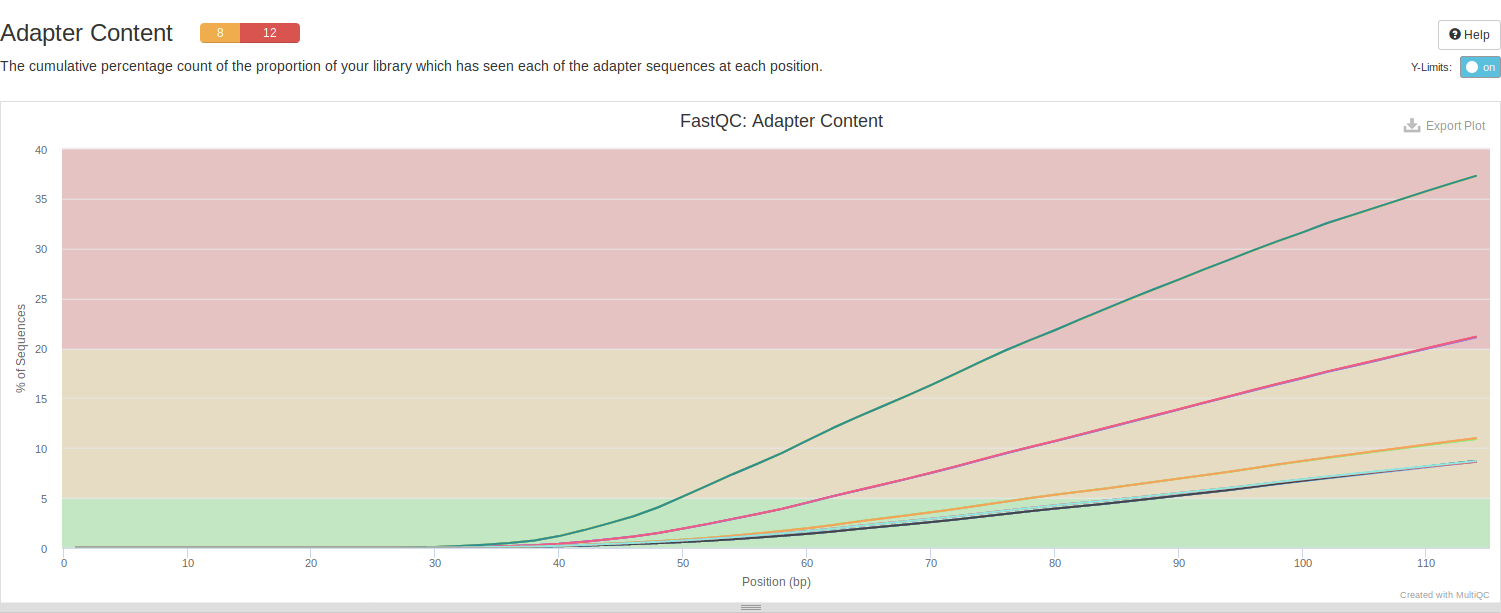 Adapter Content 8 12
Help
The cumulative percentage count of the proportion of your library which has seen each of the adapter sequences at each position.
Y-Limits: on
FastQC: Adapter Content
Export Plot
% of Sequences
40
35
30
25
20
15
10
5
0
0 10 20 30 40 50 60 70 80 90 100 110
Position (bp)
Created with MultiQC